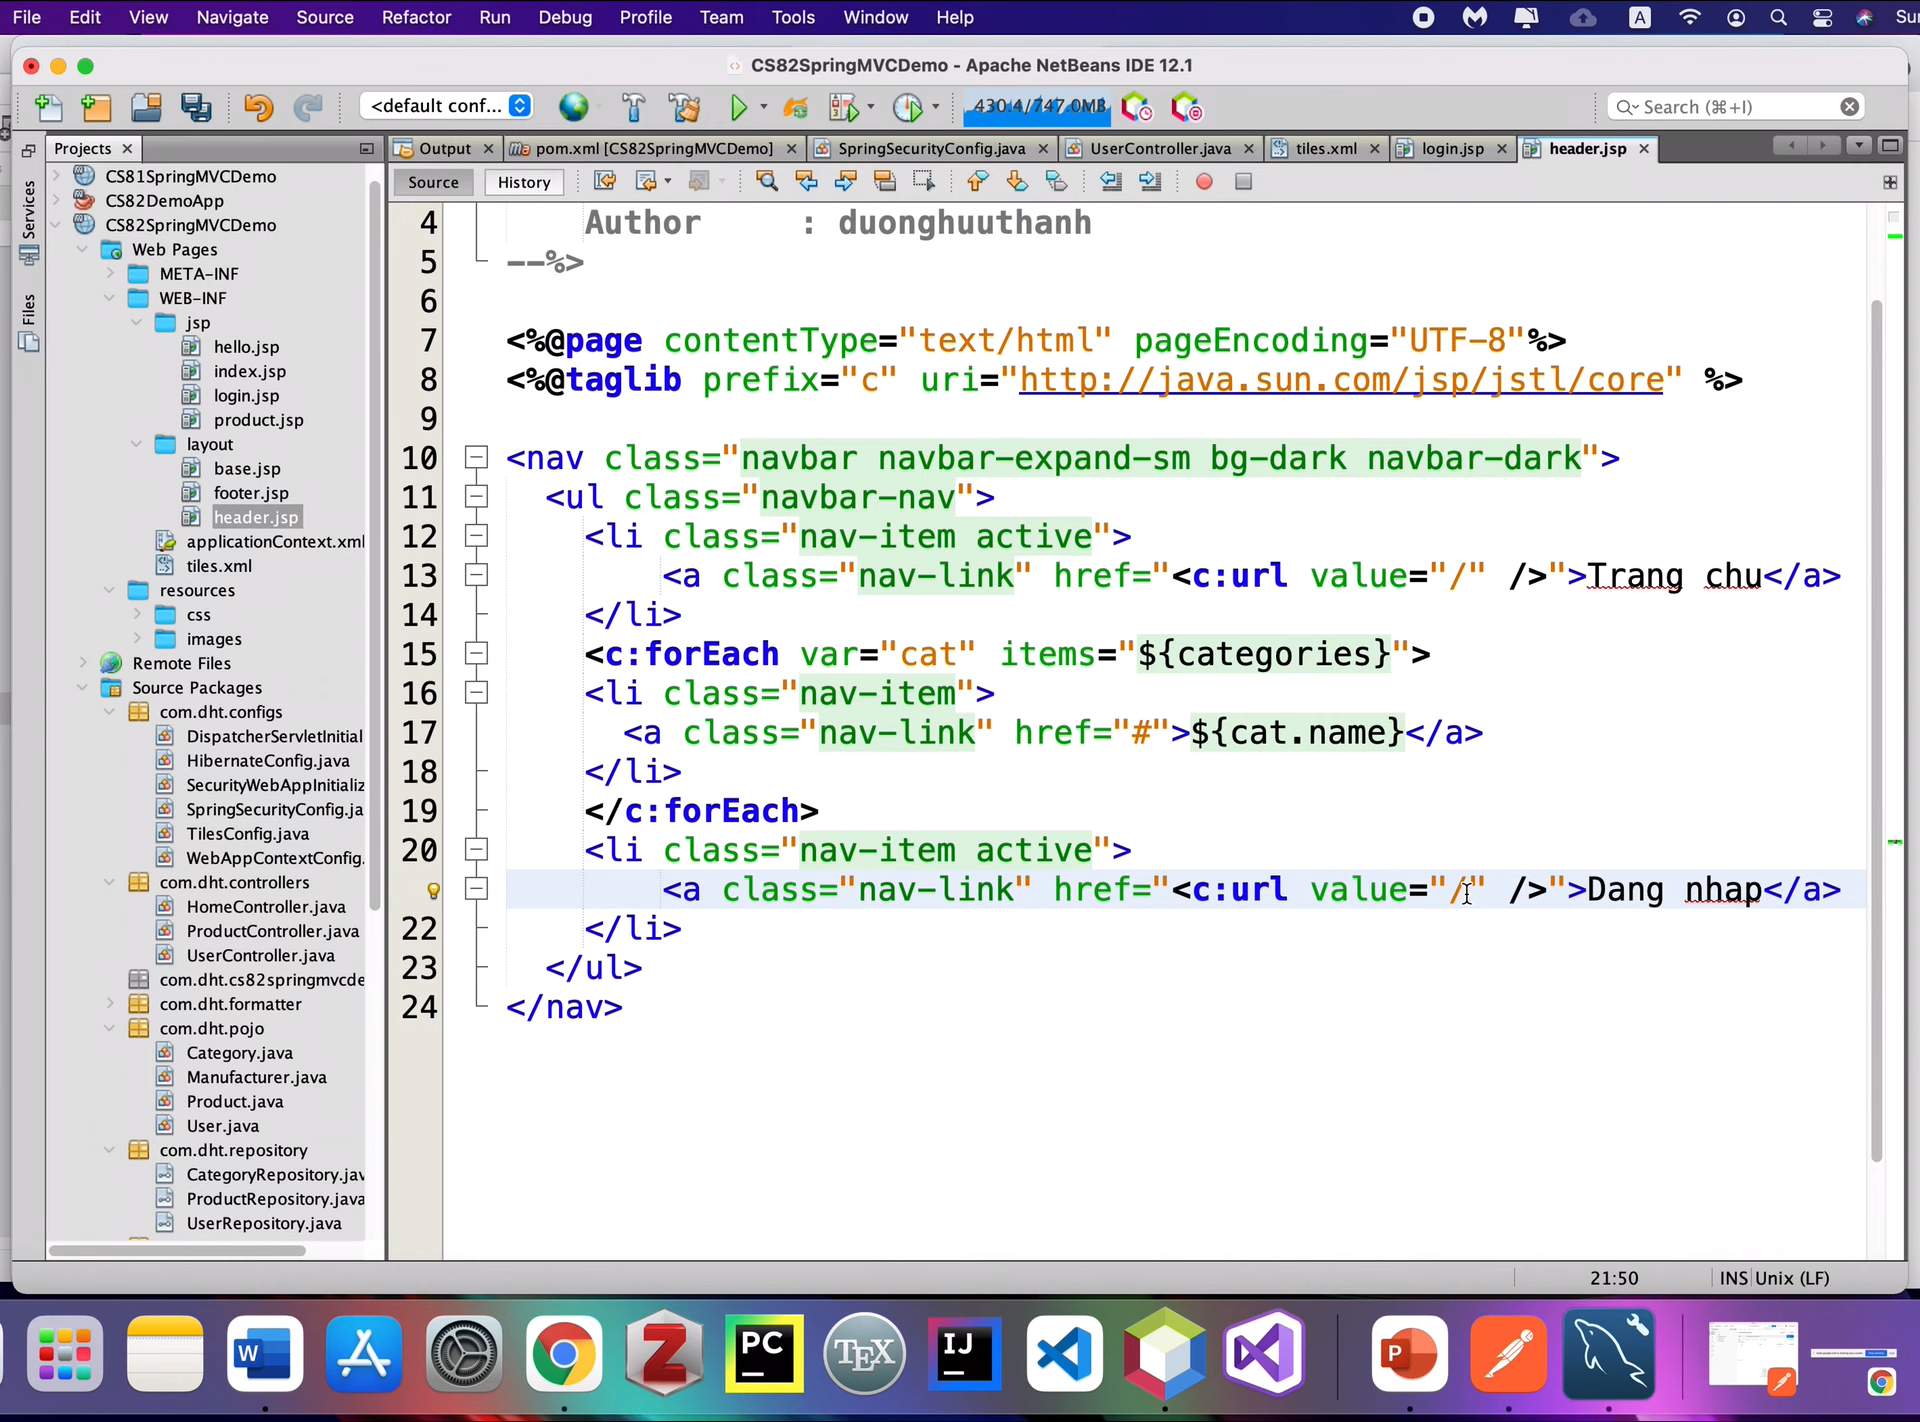 File Edit View Navigate Source Refactor Run Debug Profile Team Tools Window Help
A
CS82SpringMVCDemo - Apache NetBeans IDE 12.1
<default conf... 430.4/747.0MB Search (⌘+I)
Projects Output pom.xml [CS82SpringMVCDemo] SpringSecurityConfig.java UserController.java tiles.xml login.jsp header.jsp
Source History
Services
Files
CS81SpringMVCDemo
CS82DemoApp
CS82SpringMVCDemo
Web Pages
META-INF
WEB-INF
jsp
hello.jsp
index.jsp
login.jsp
product.jsp
layout
base.jsp
footer.jsp
header.jsp
applicationContext.xml
tiles.xml
resources
css
images
Remote Files
Source Packages
com.dht.configs
DispatcherServletInitial
HibernateConfig.java
SecurityWebAppInitializ
SpringSecurityConfig.ja
TilesConfig.java
WebAppContextConfig.
com.dht.controllers
HomeController.java
ProductController.java
UserController.java
com.dht.cs82springmvcde
com.dht.formatter
com.dht.pojo
Category.java
Manufacturer.java
Product.java
User.java
com.dht.repository
CategoryRepository.jav
ProductRepository.java
UserRepository.java
4 Author : duonghuuthanh
5 --%>
6
7 <%@page contentType="text/html" pageEncoding="UTF-8"%>
8 <%@taglib prefix="c" uri="http://java.sun.com/jsp/jstl/core" %>
9
10 <nav class="navbar navbar-expand-sm bg-dark navbar-dark">
11 <ul class="navbar-nav">
12 <li class="nav-item active">
13 <a class="nav-link" href="<c:url value="/" />">Trang chu</a>
14 </li>
15 <c:forEach var="cat" items="${categories}">
16 <li class="nav-item">
17 <a class="nav-link" href="#">${cat.name}</a>
18 </li>
19 </c:forEach>
20 <li class="nav-item active">
<a class="nav-link" href="<c:url value="/" />">Dang nhap</a>
22 </li>
23 </ul>
24 </nav>
21:50 INS Unix (LF)
W Z PC TEX IJ P